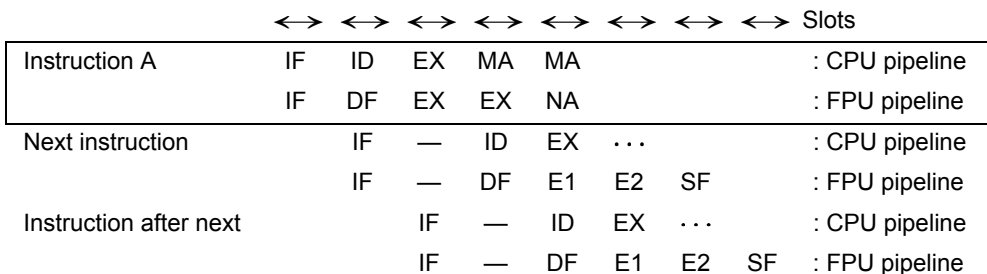 ←→ ←→ ←→ ←→ ←→ ←→ ←→ ←→ Slots
Instruction A IF ID EX MA MA : CPU pipeline
IF DF EX EX NA : FPU pipeline
Next instruction IF — ID EX ··· : CPU pipeline
IF — DF E1 E2 SF : FPU pipeline
Instruction after next IF — ID EX ··· : CPU pipeline
IF — DF E1 E2 SF : FPU pipeline